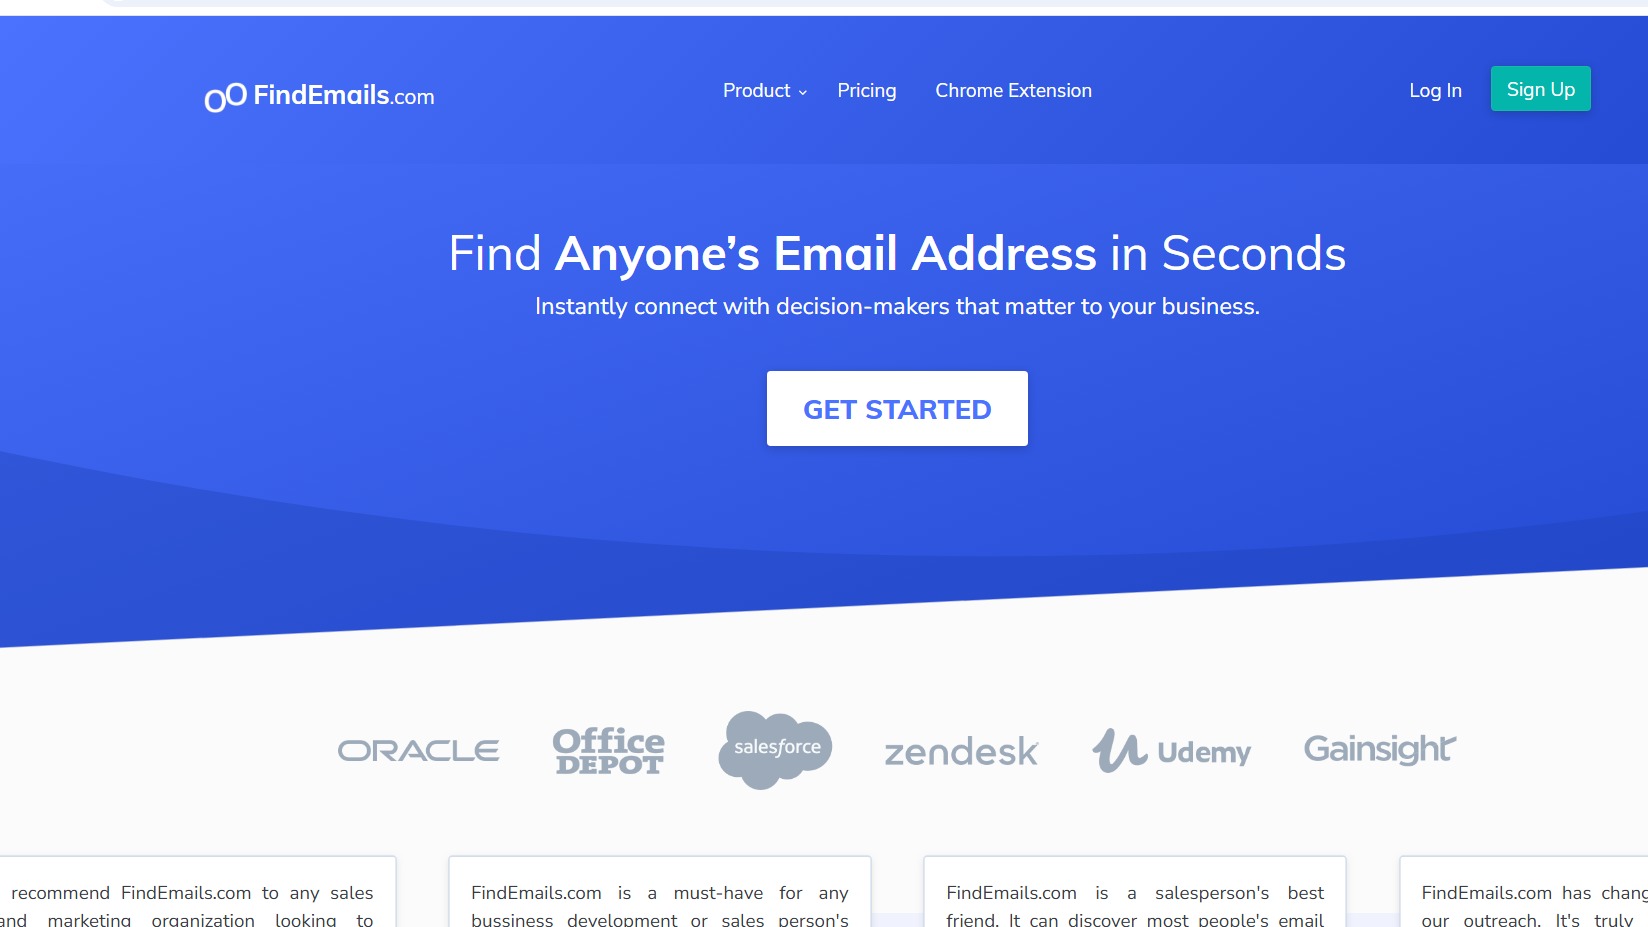 FindEmails.com
Product
Pricing
Chrome Extension
Log In
Sign Up
Find Anyone’s Email Address in Seconds
Instantly connect with decision-makers that matter to your business.
GET STARTED
ORACLE
Office
DEPOT
salesforce
zendesk
Udemy
Gainsight
recommend FindEmails.com to any sales
and marketing organization looking to
FindEmails.com is a must-have for any
bussiness development or sales person's
FindEmails.com is a salesperson's best
friend. It can discover most people's email
FindEmails.com has chang
our outreach. It's truly